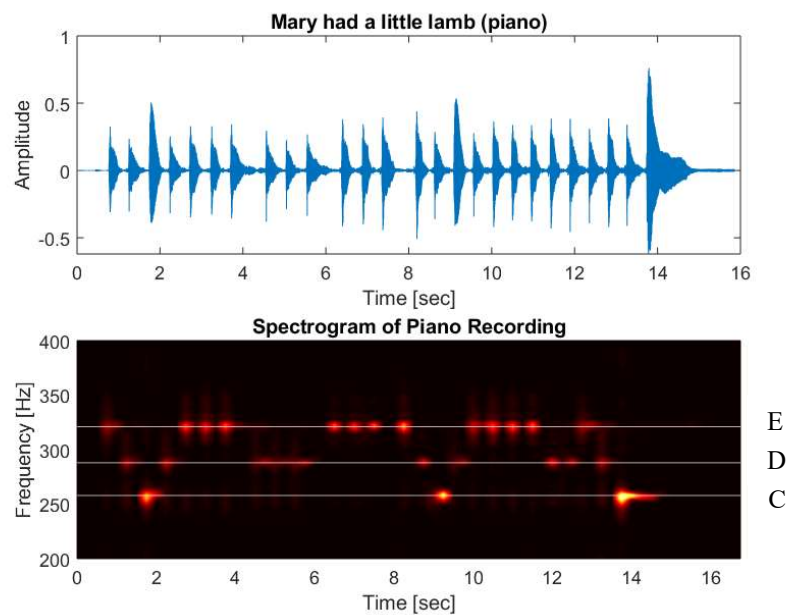 Mary had a little lamb (piano)
1
0.5
0
-0.5
Amplitude
0 2 4 6 8 10 12 14 16
Time [sec]
Spectrogram of Piano Recording
400
350
300
250
200
Frequency [Hz]
E
D
C
0 2 4 6 8 10 12 14 16
Time [sec]